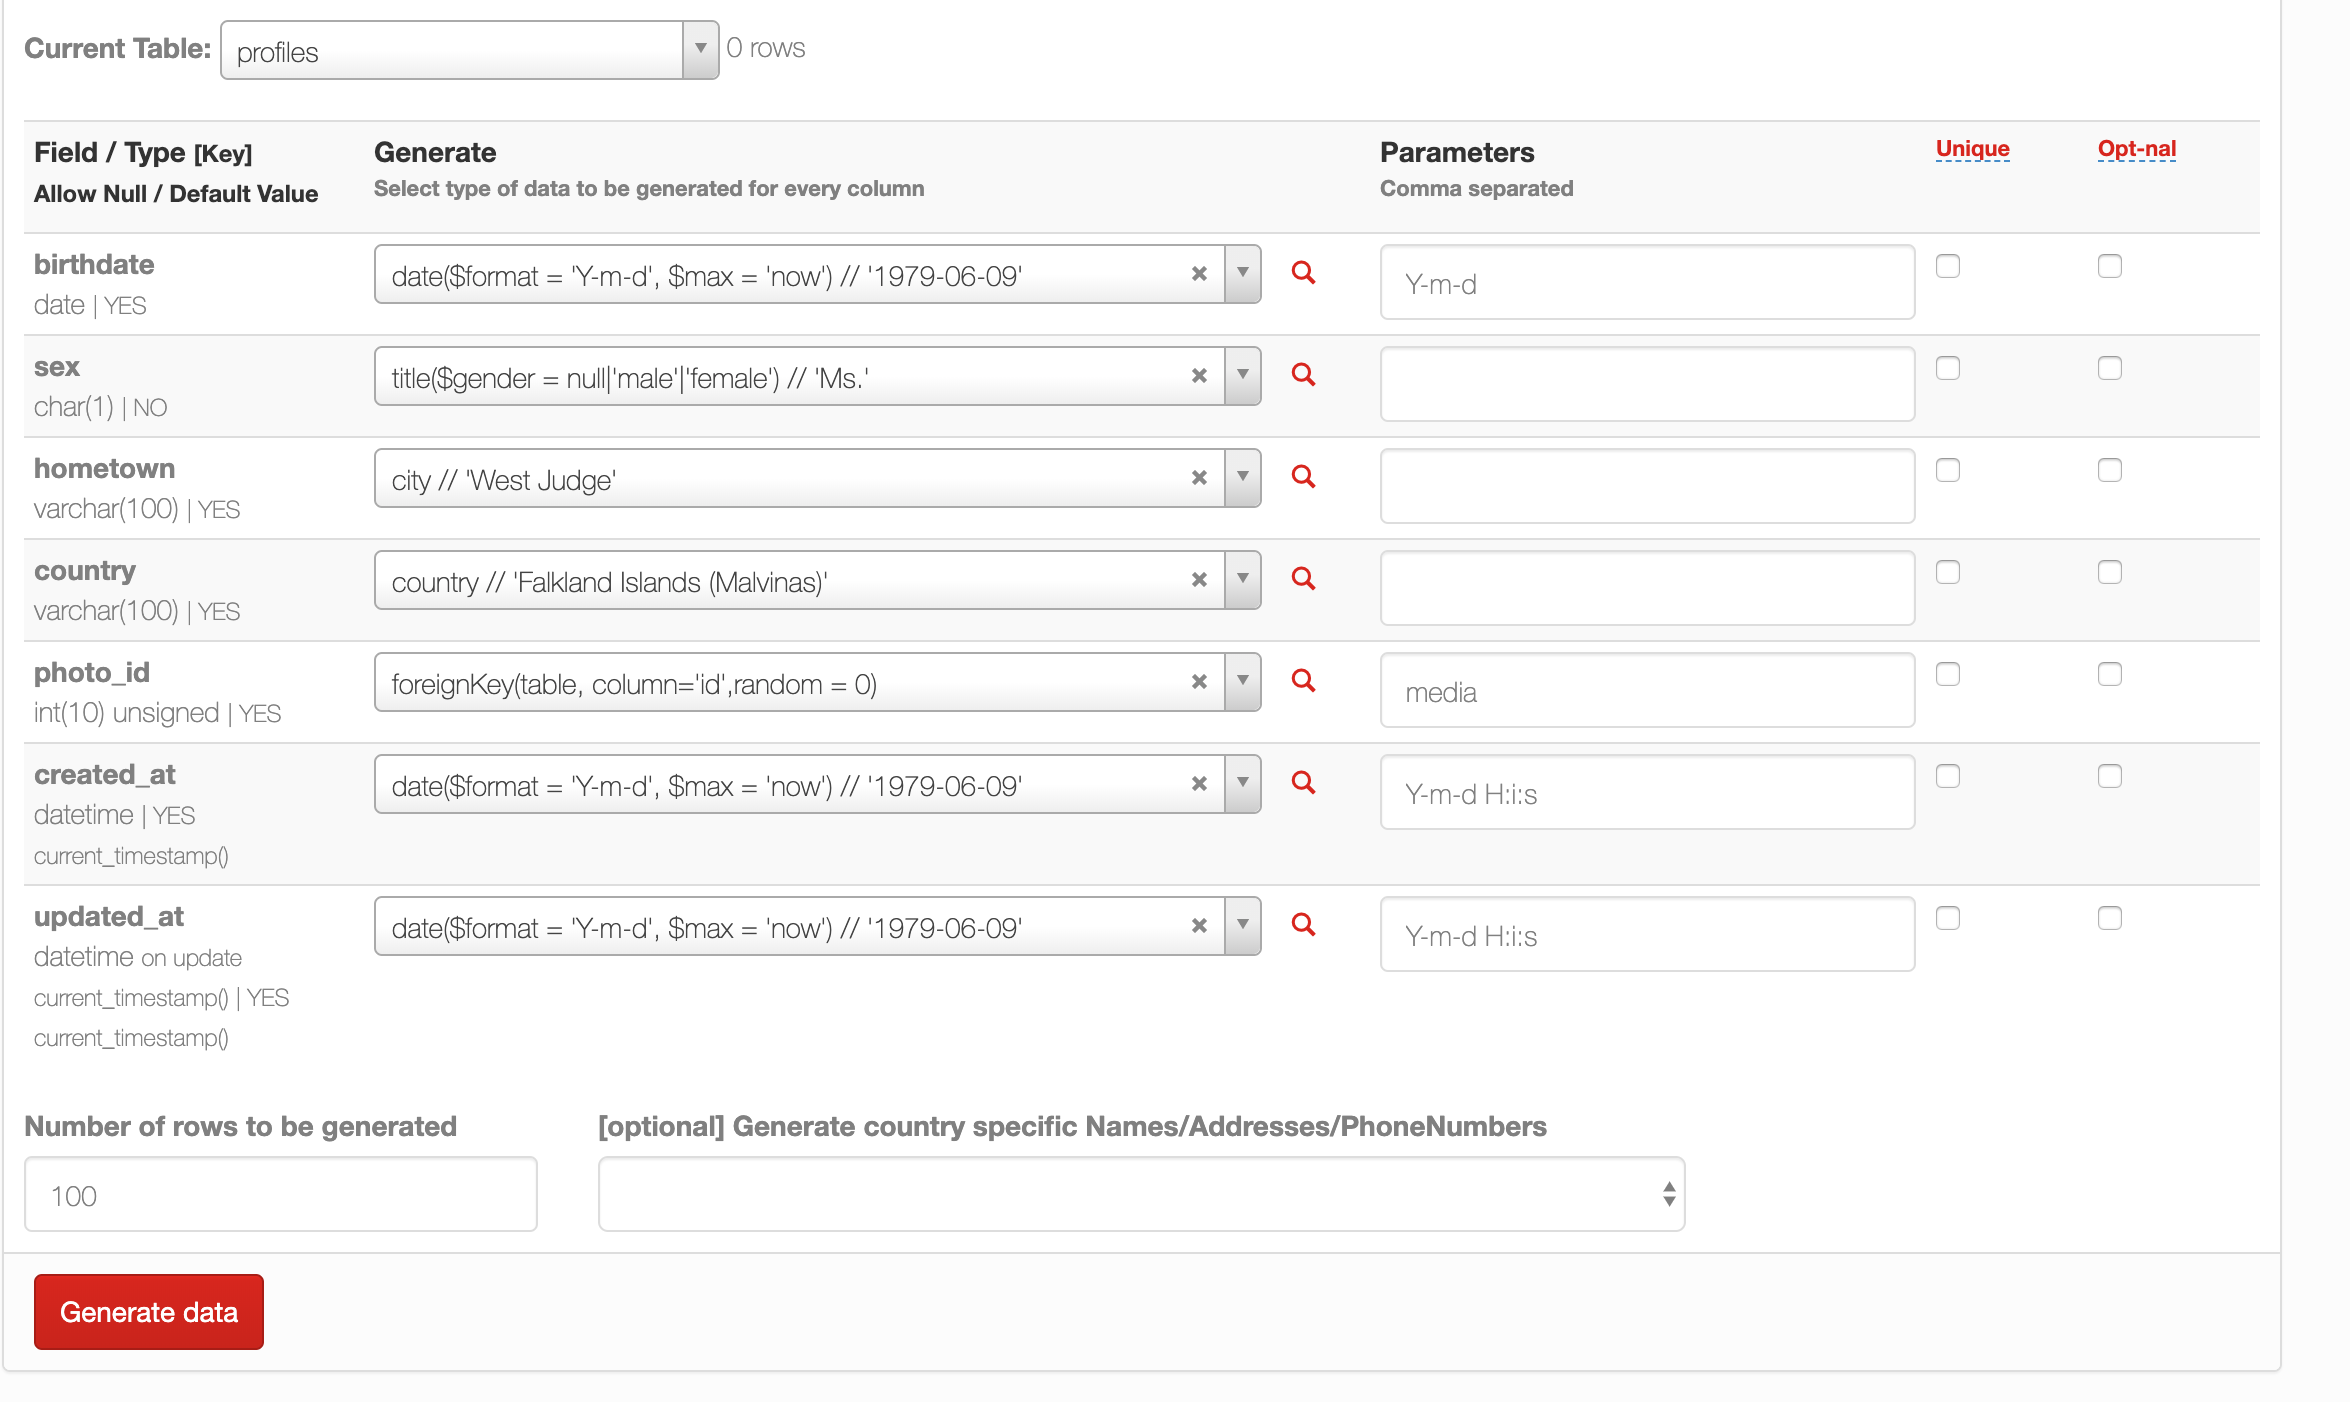 Current Table: profiles 0 rows
Field / Type [Key] Generate Parameters Unique Opt-nal
Allow Null / Default Value Select type of data to be generated for every column Comma separated
birthdate date($format = 'Y-m-d', $max = 'now') // '1979-06-09' Y-m-d
date | YES
sex title($gender = null|'male'|'female') // 'Ms.'
char(1) | NO
hometown city // 'West Judge'
varchar(100) | YES
country country // 'Falkland Islands (Malvinas)'
varchar(100) | YES
photo_id foreignKey(table, column='id',random = 0) media
int(10) unsigned | YES
created_at date($format = 'Y-m-d', $max = 'now') // '1979-06-09' Y-m-d H:i:s
datetime | YES
current_timestamp()
updated_at date($format = 'Y-m-d', $max = 'now') // '1979-06-09' Y-m-d H:i:s
datetime on update
current_timestamp() | YES
current_timestamp()
Number of rows to be generated [optional] Generate country specific Names/Addresses/PhoneNumbers
100
Generate data